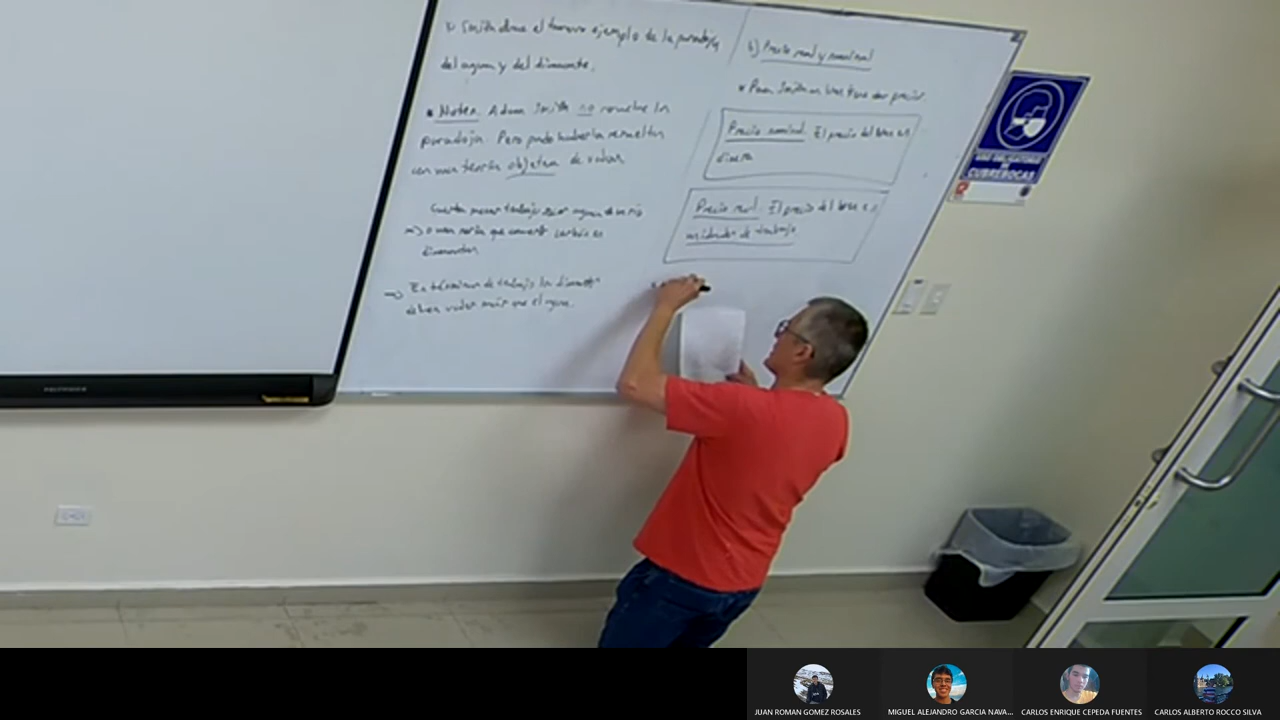 Smith da el famoso ejemplo de la paradoja
del agua y del diamante.
• Nota: Adam Smith no resuelve la
paradoja. Pero pudo haberla resuelto
con una teoría objetiva de valor
Cuesta menos trabajo sacar agua de un río
o una noria que convertir carbón en
diamantes
=> En términos de trabajo los diamantes
deben valer más que el agua.
b) Precio real y nominal
• Para Smith un bien tiene dos precios.
Precio nominal: El precio del bien en
dinero
Precio real: El precio del bien en
unidades de trabajo
USO OBLIGATORIO
DE
CUBREBOCAS
JUAN ROMAN GOMEZ ROSALES
MIGUEL ALEJANDRO GARCIA NAVA...
CARLOS ENRIQUE CEPEDA FUENTES
CARLOS ALBERTO ROCCO SILVA